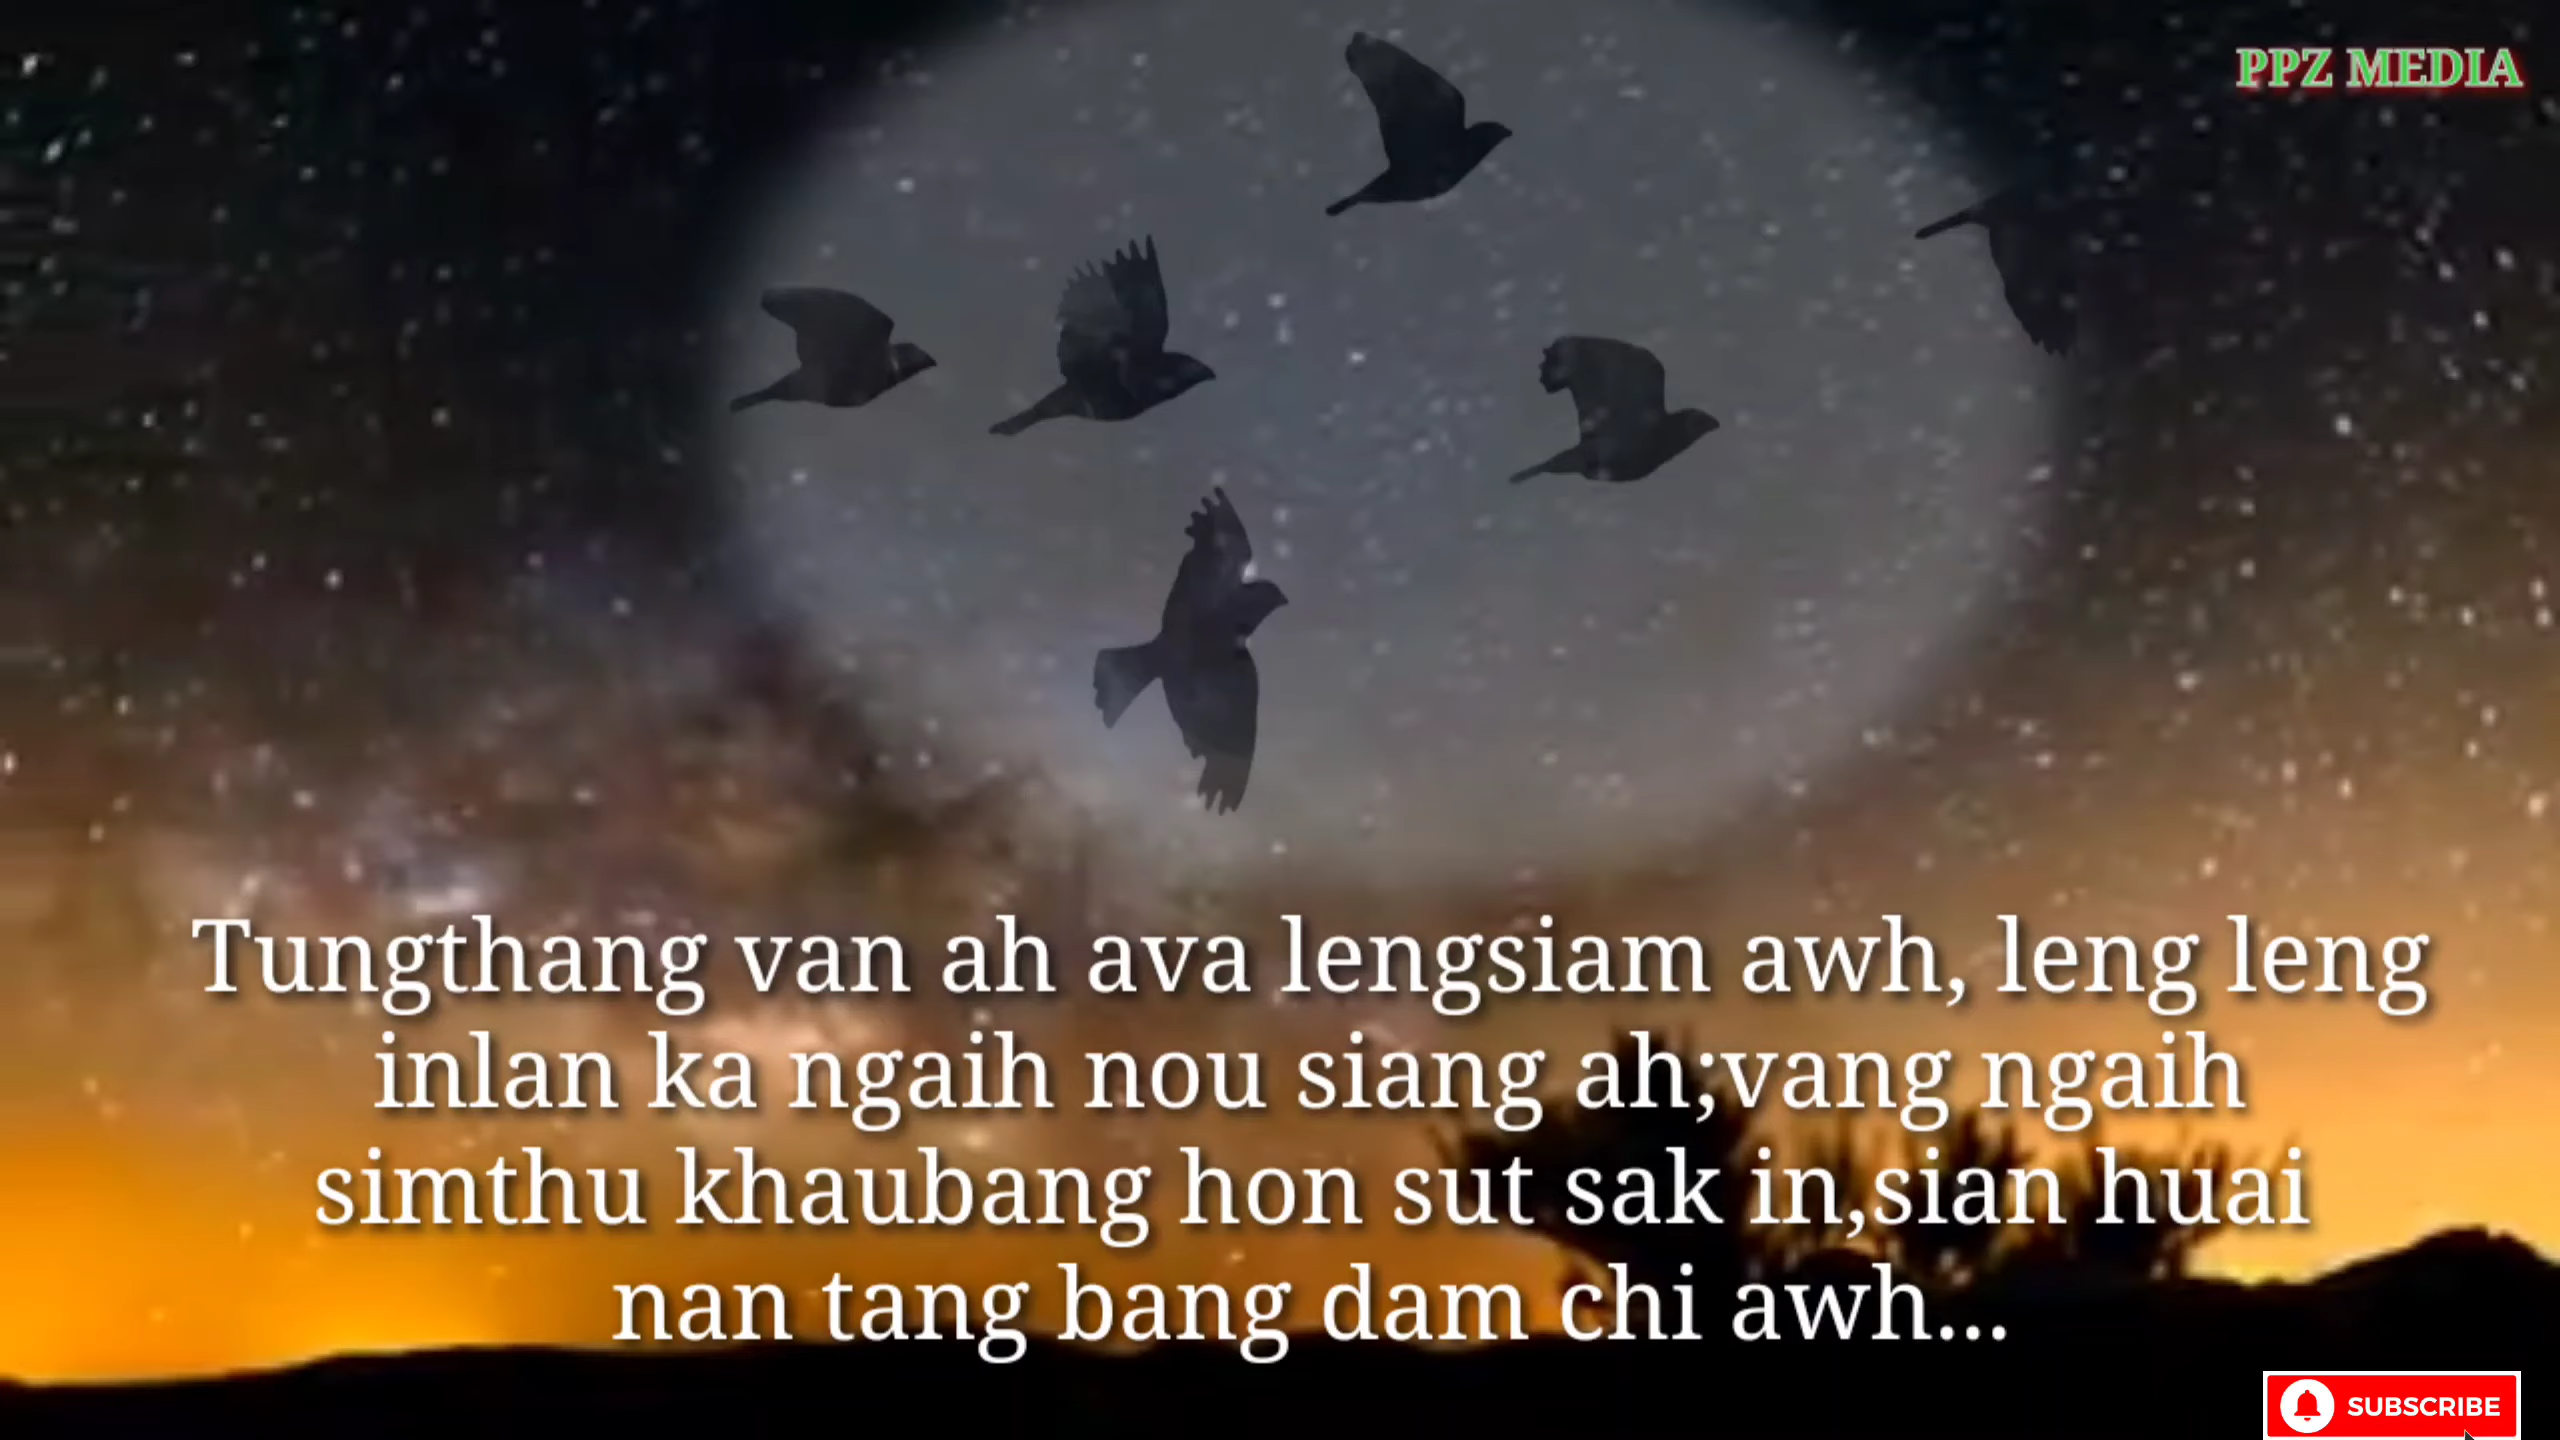 PPZ MEDIA
Tungthang van ah ava lengsiam awh, leng leng
inlan ka ngaih nou siang ah;vang ngaih
simthu khaubang hon sut sak in,sian huai
nan tang bang dam chi awh...
SUBSCRIBE